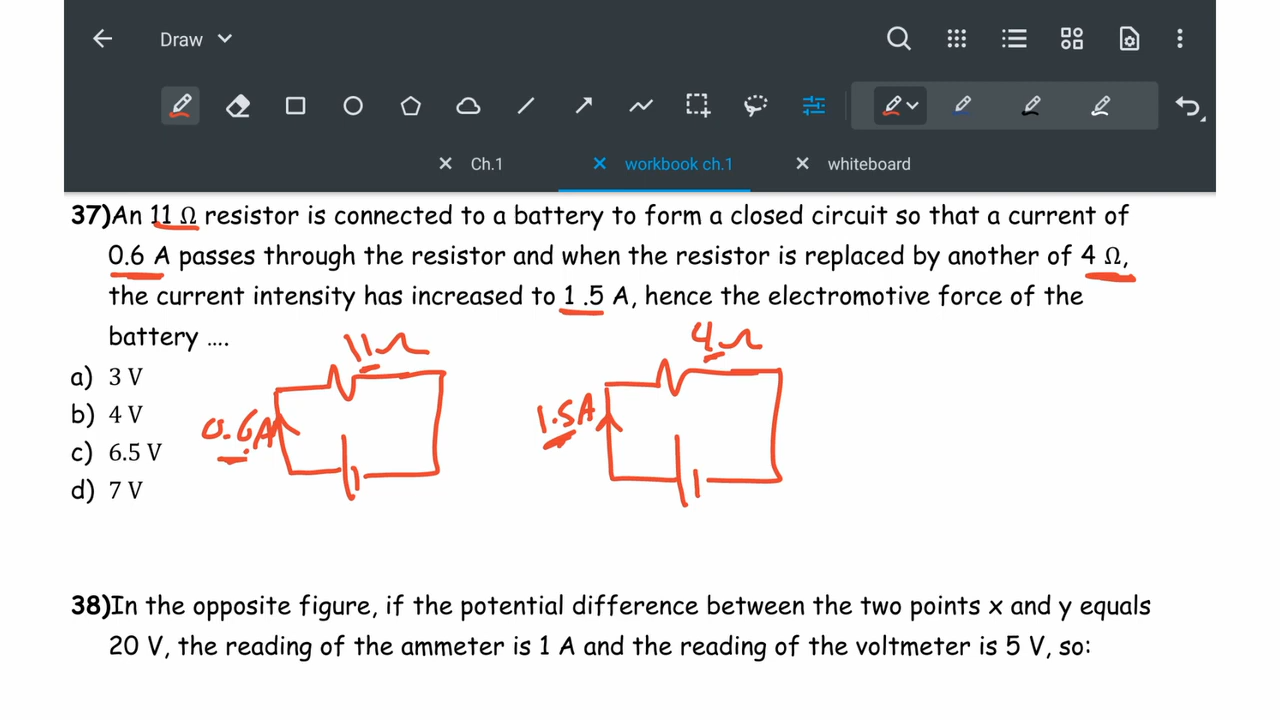 Draw
Ch.1
workbook ch.1
whiteboard
37)An 11 Ω resistor is connected to a battery to form a closed circuit so that a current of
0.6 A passes through the resistor and when the resistor is replaced by another of 4 Ω,
the current intensity has increased to 1 .5 A, hence the electromotive force of the
battery ....
a) 3 V
b) 4 V
c) 6.5 V
d) 7 V
11Ω
0.6A
4Ω
1.5A
38)In the opposite figure, if the potential difference between the two points x and y equals
20 V, the reading of the ammeter is 1 A and the reading of the voltmeter is 5 V, so: